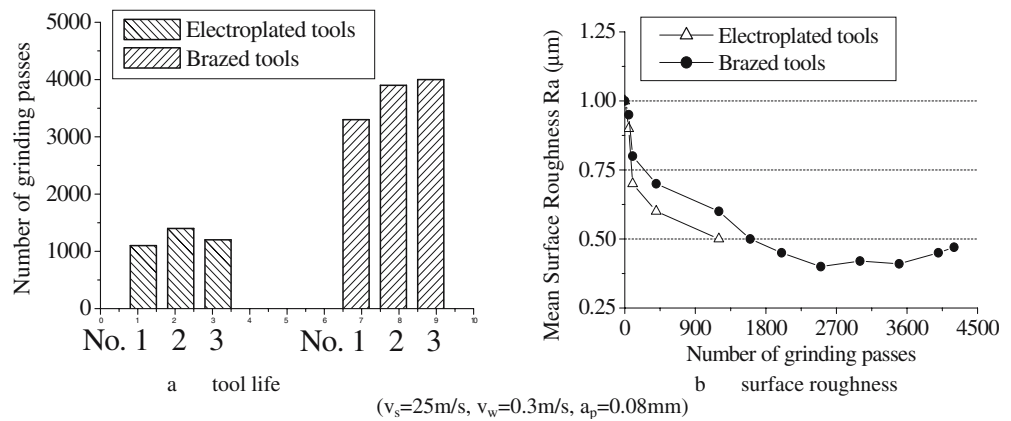 5000
4000
3000
2000
1000
0
Number of grinding passes
Electroplated tools
Brazed tools
0 1 2 3 4 5 6 7 8 9 10
No. 1 2 3 No. 1 2 3
a tool life
1.25
1.00
0.75
0.50
0.25
Mean Surface Roughness Ra (μm)
Electroplated tools
Brazed tools
0 900 1800 2700 3600 4500
Number of grinding passes
b surface roughness
(vₛ=25m/s, v_w=0.3m/s, aₚ=0.08mm)